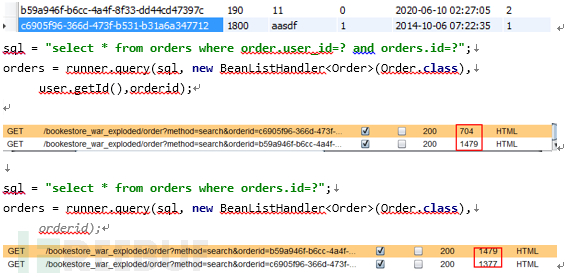 b59a946f-b6cc-4a4f-8f33-dd44cd47397c 190 11 0 2020-06-10 02:27:05 2
c6905f96-366d-473f-b531-b31a6a347712 1800 aasdf 1 2014-10-06 07:22:35 1
sql = "select * from orders where order.user_id=? and orders.id=?";↓
orders = runner.query(sql, new BeanListHandler<Order>(Order.class),↓
user.getId(),orderid);↵
GET /bookestore_war_exploded/order?method=search&orderid=c6905f96-366d-473f-... 200 704 HTML
GET /bookestore_war_exploded/order?method=search&orderid=b59a946f-b6cc-4a4f-... 200 1479 HTML
sql = "select * from orders where orders.id=?";↓
orders = runner.query(sql, new BeanListHandler<Order>(Order.class),↓
orderid);↵
GET /bookestore_war_exploded/order?method=search&orderid=b59a946f-b6cc-4a4f-... 200 1479 HTML
GET /bookestore_war_exploded/order?method=search&orderid=c6905f96-366d-473f-... 200 1377 HTML